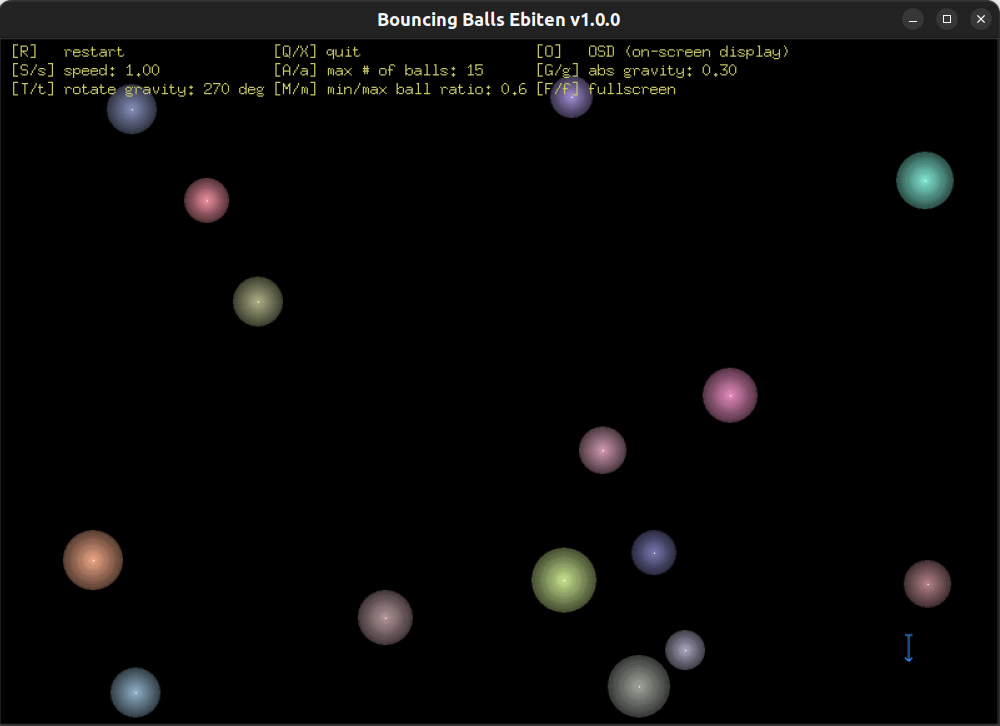 Bouncing Balls Ebiten v1.0.0
[R] restart [Q/X] quit [O] OSD (on-screen display)
[S/s] speed: 1.00 [A/a] max # of balls: 15 [G/g] abs gravity: 0.30
[T/t] rotate gravity: 270 deg [M/m] min/max ball ratio: 0.6 [F/f] fullscreen